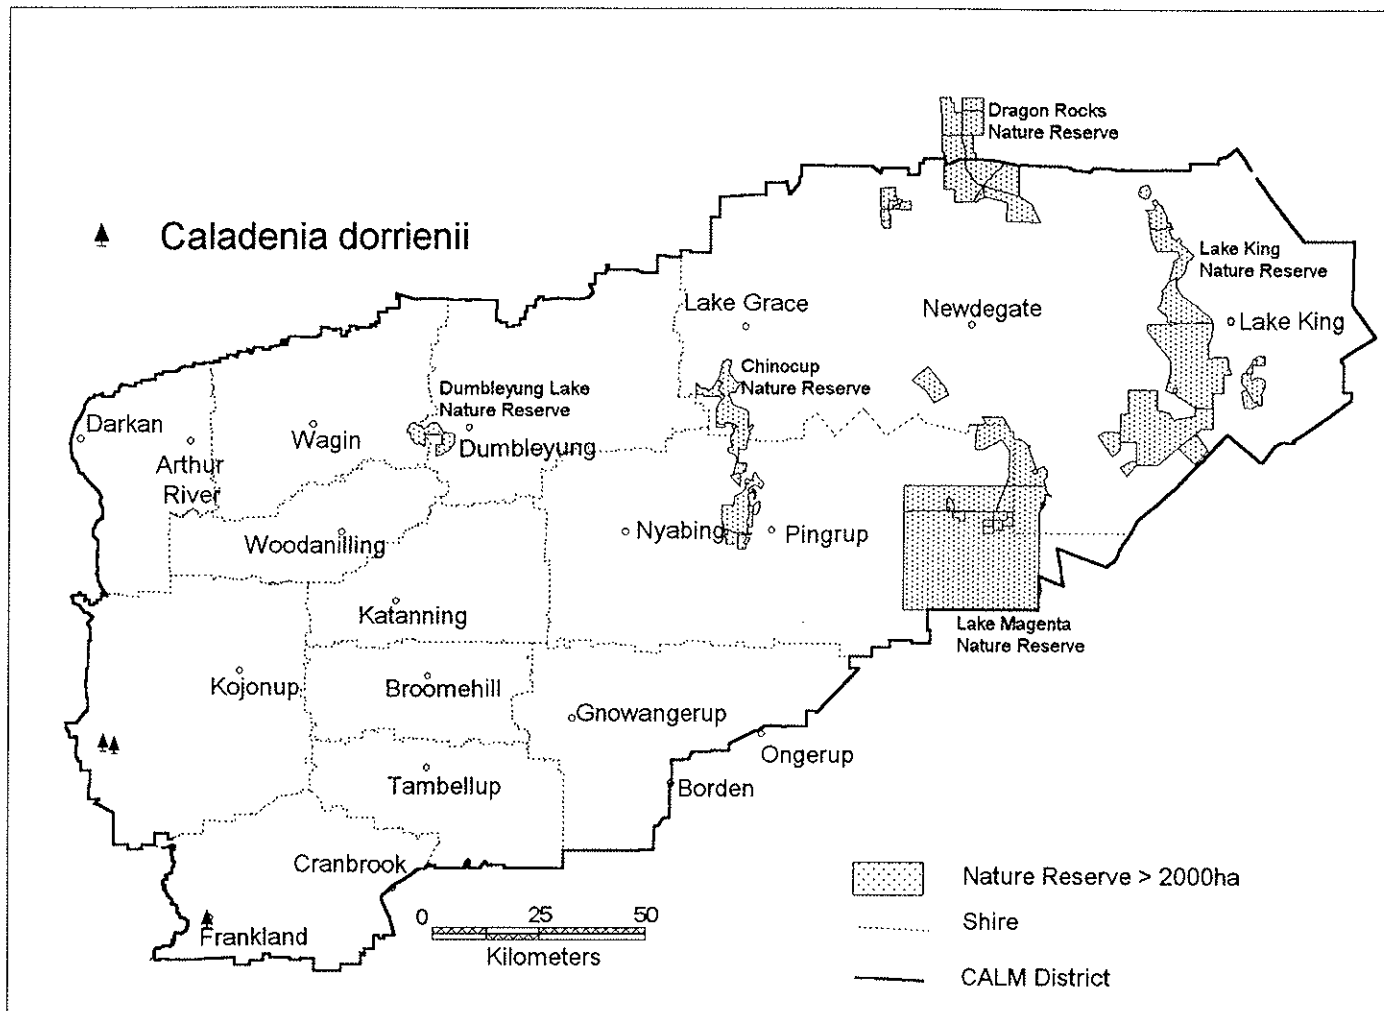 Dragon Rocks
Nature Reserve
Caladenia dorrienii
Lake King
Nature Reserve
Lake Grace
Newdegate
Lake King
Chinocup
Nature Reserve
Dumbleyung Lake
Nature Reserve
Darkan
Wagin
Dumbleyung
Arthur
River
Woodanilling
Nyabing
Pingrup
Katanning
Lake Magenta
Nature Reserve
Kojonup
Broomehill
Gnowangerup
Ongerup
Tambellup
Borden
Cranbrook
Nature Reserve > 2000ha
0 25 50
Shire
Frankland
Kilometers
CALM District